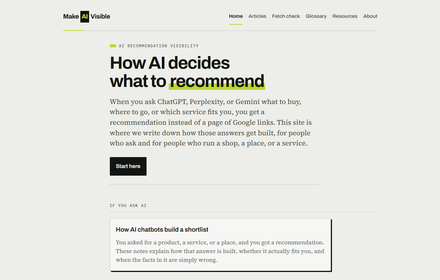 Make AI Visible
Home Articles Fetch check Glossary Resources About
AI RECOMMENDATION VISIBILITY
How AI decides
what to recommend
When you ask ChatGPT, Perplexity, or Gemini what to buy,
where to go, or which service fits you, you get a
recommendation instead of a page of Google links. This site is
where we write down how those answers get built, for people
who ask and for people who run a shop, a place, or a service.
Start here
IF YOU ASK AI
How AI chatbots build a shortlist
You asked for a product, a service, or a place, and you got a recommendation.
These notes explain how that answer is built, whether it actually fits you, and
when the facts in it are simply wrong.